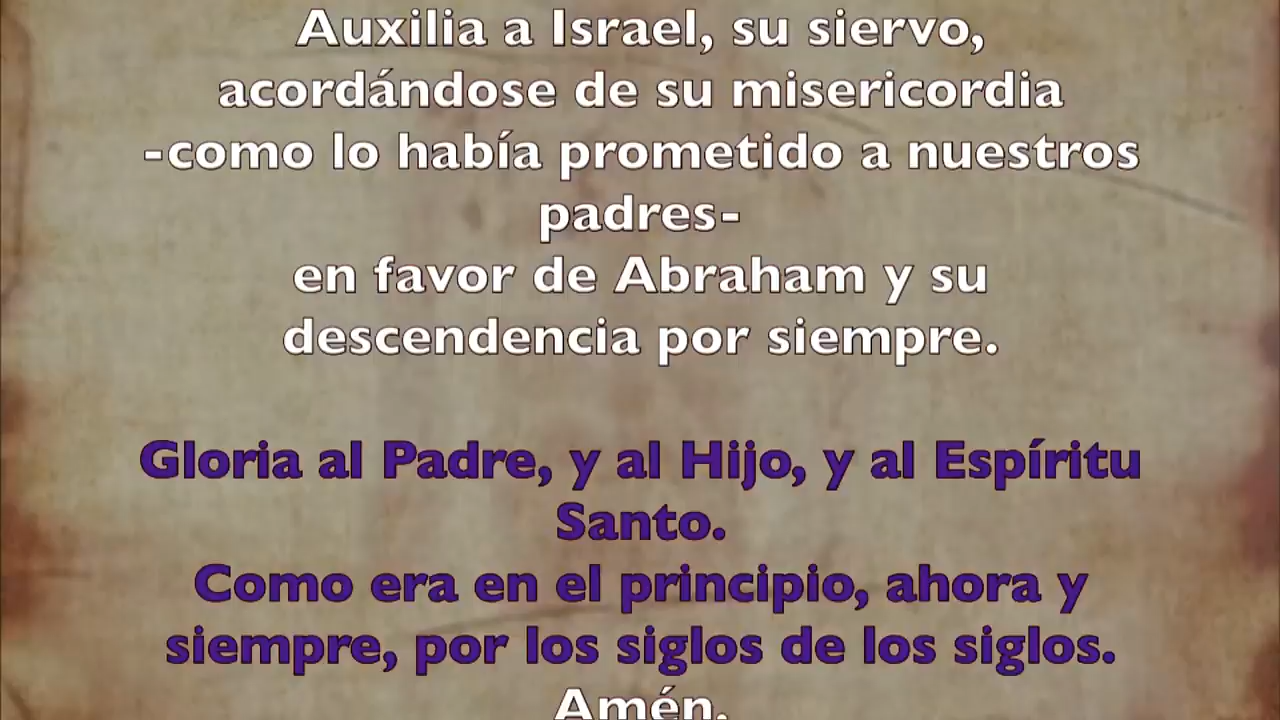 Auxilia a Israel, su siervo,
acordándose de su misericordia
-como lo había prometido a nuestros
padres-
en favor de Abraham y su
descendencia por siempre.
Gloria al Padre, y al Hijo, y al Espíritu
Santo.
Como era en el principio, ahora y
siempre, por los siglos de los siglos.
Amén.